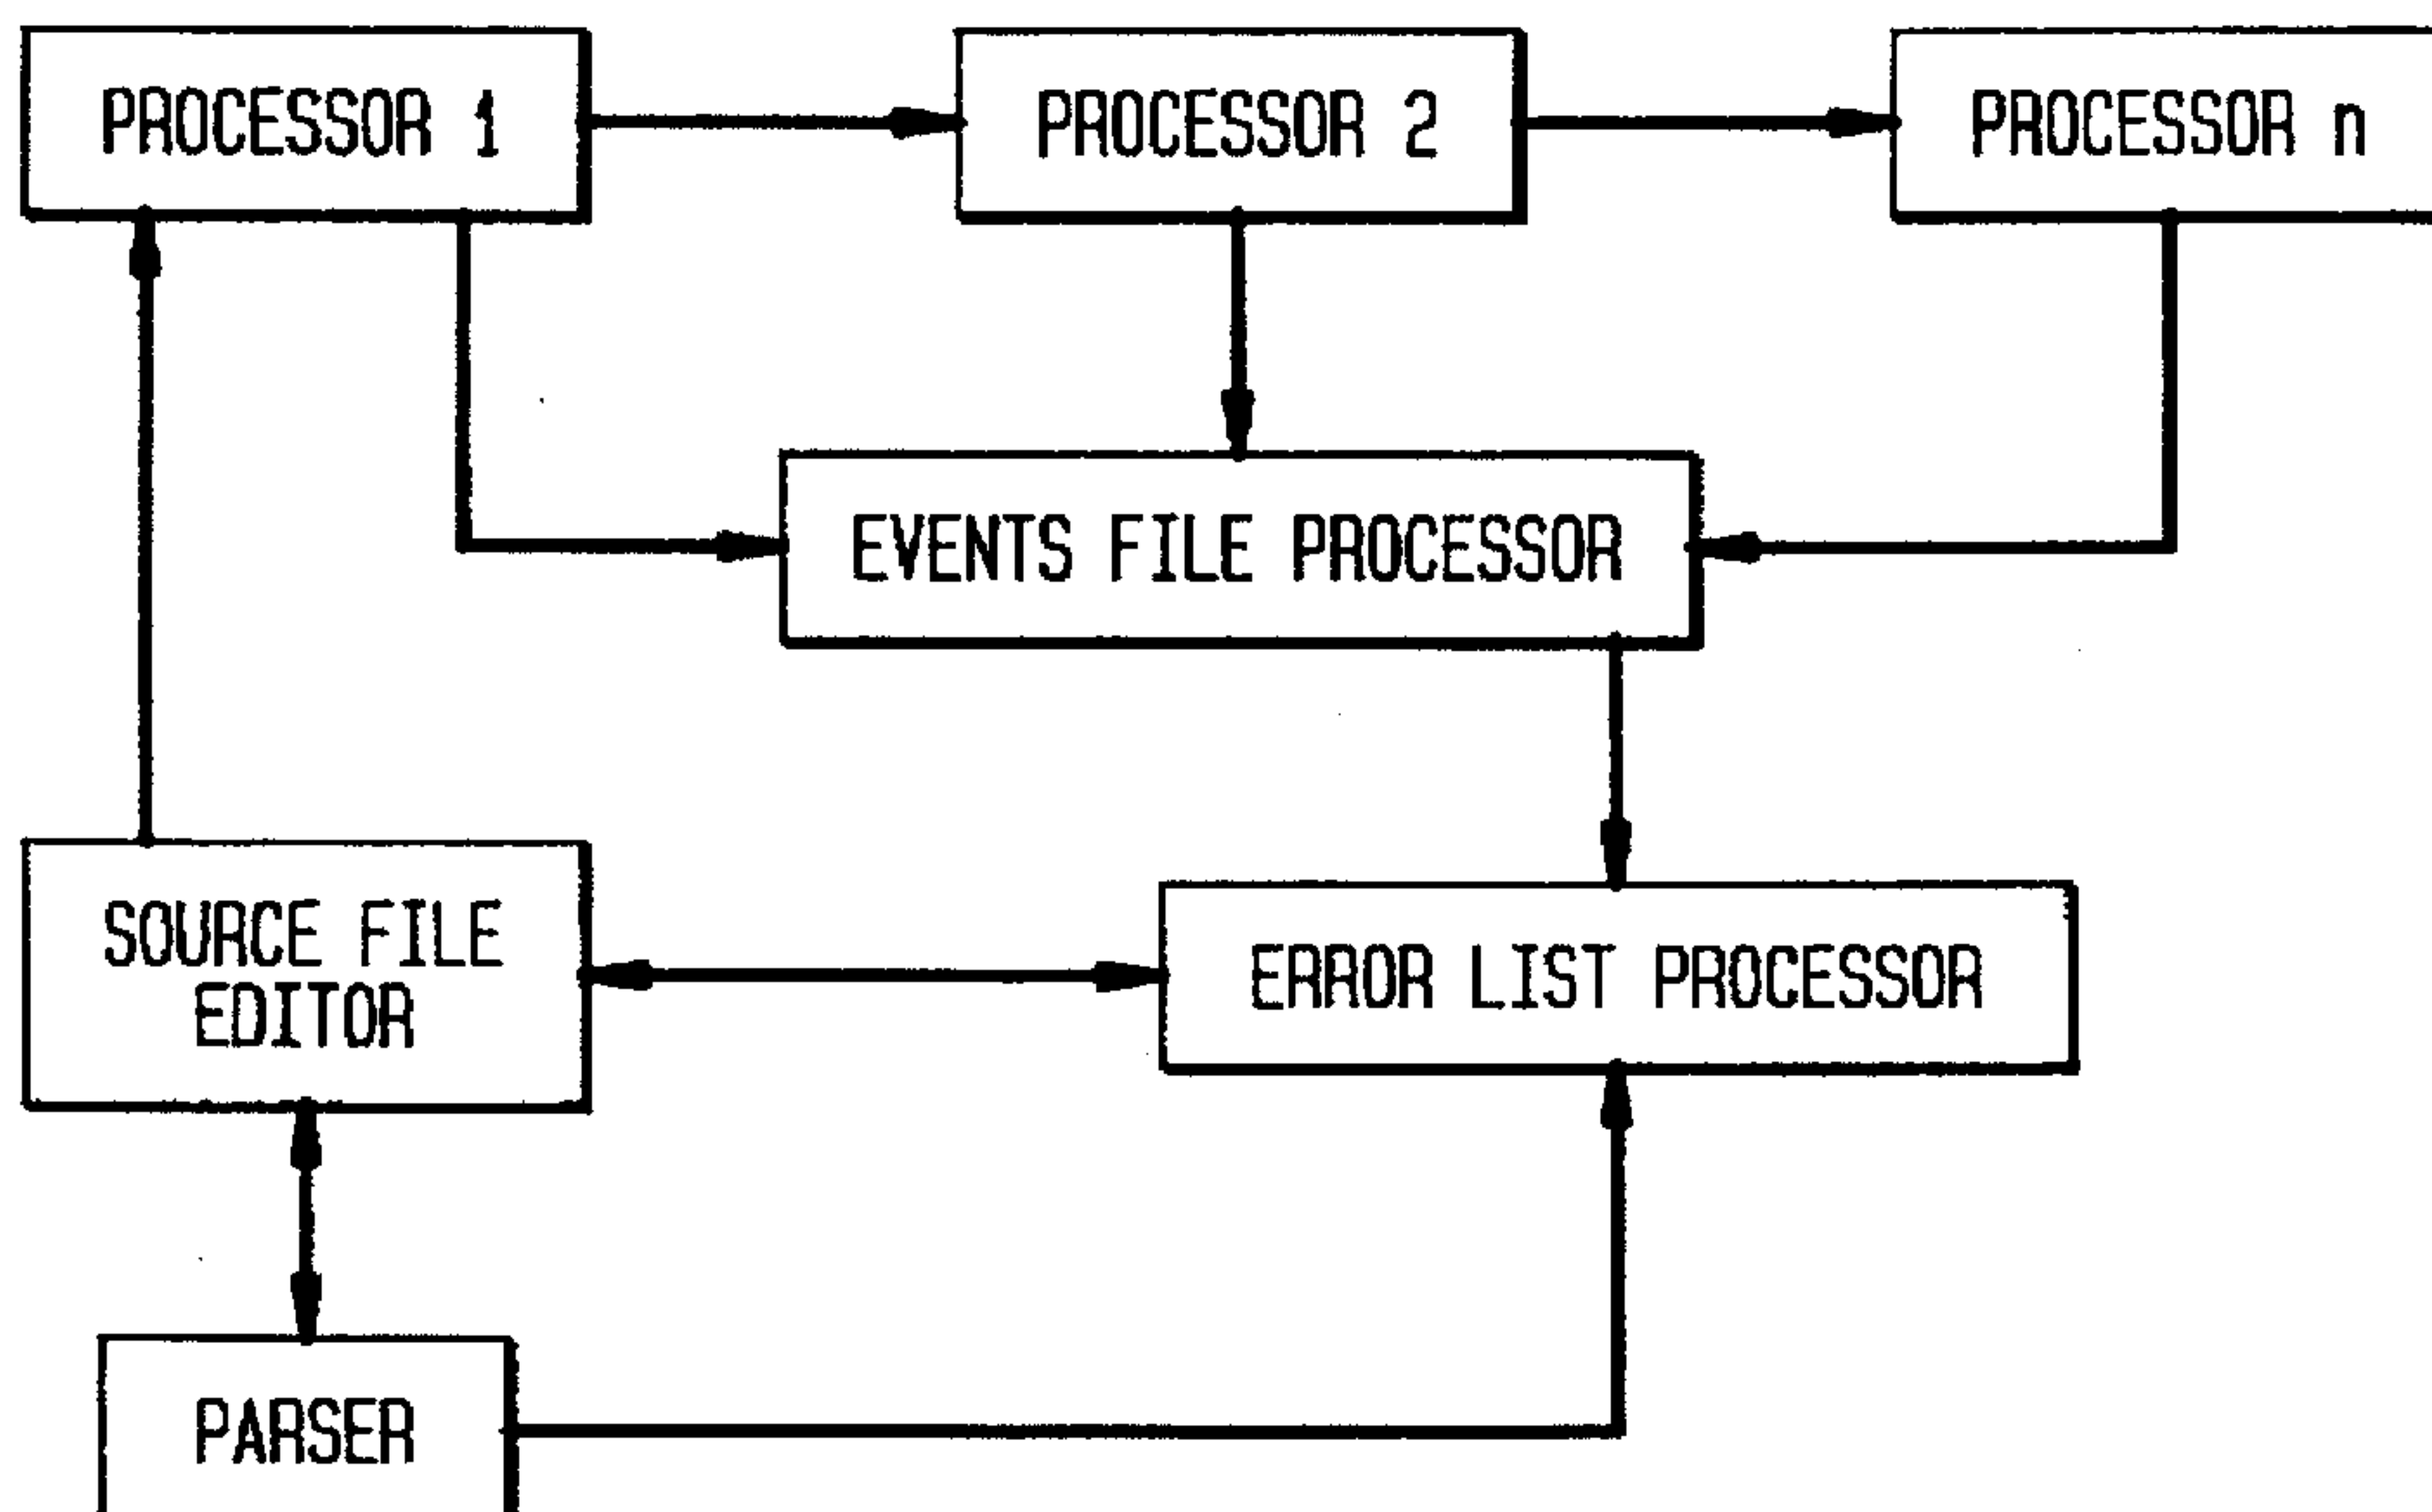 PROCESSOR 1
PROCESSOR 2
PROCESSOR n
EVENTS FILE PROCESSOR
SOURCE FILE
EDITOR
ERROR LIST PROCESSOR
PARSER